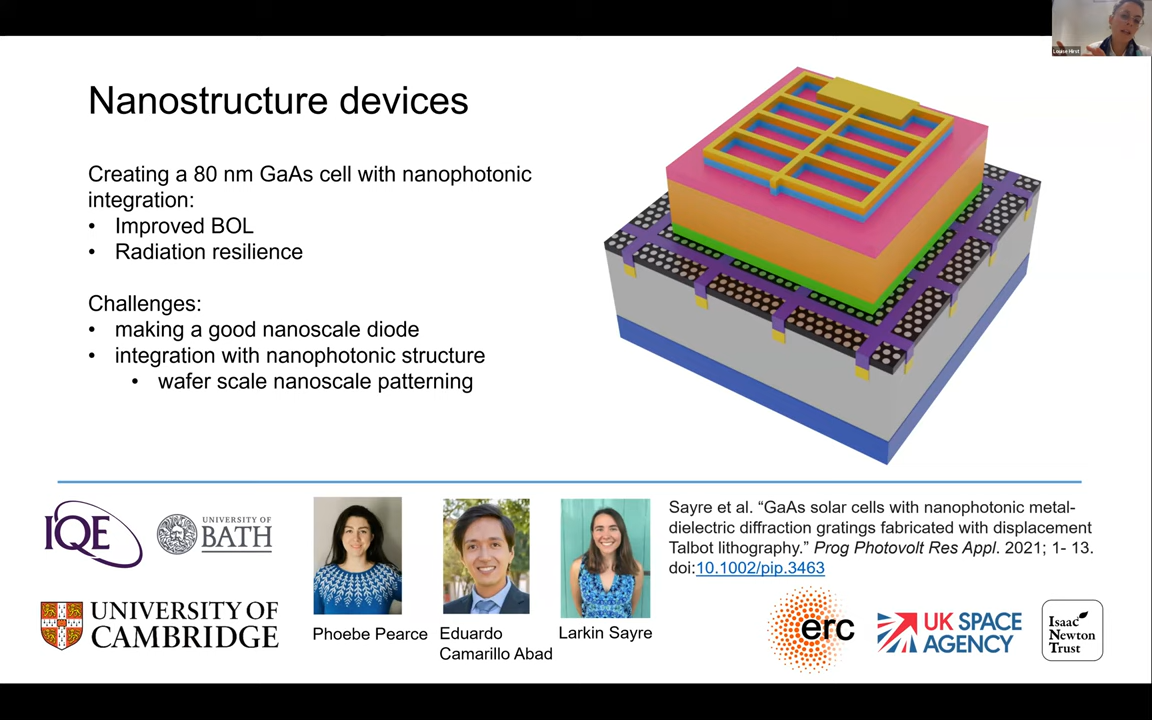 Louise Hirst
Nanostructure devices
Creating a 80 nm GaAs cell with nanophotonic
integration:
• Improved BOL
• Radiation resilience
Challenges:
• making a good nanoscale diode
• integration with nanophotonic structure
• wafer scale nanoscale patterning
IQE
UNIVERSITY OF
BATH
UNIVERSITY OF
CAMBRIDGE
Phoebe Pearce
Eduardo
Camarillo Abad
Larkin Sayre
Sayre et al. “GaAs solar cells with nanophotonic metal-
dielectric diffraction gratings fabricated with displacement
Talbot lithography.” Prog Photovolt Res Appl. 2021; 1- 13.
doi:10.1002/pip.3463
erc
UK SPACE
AGENCY
Isaac
Newton
Trust